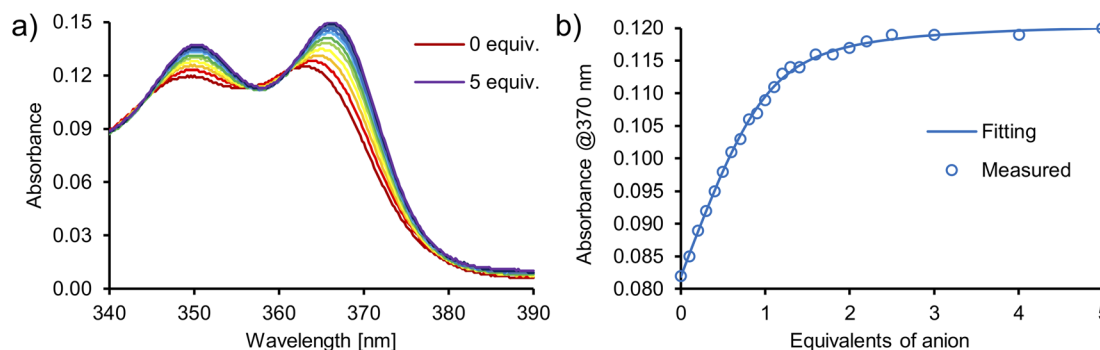 a)
0.15
0.12
0.09
0.06
0.03
0.00
Absorbance
340
350
360
370
380
390
Wavelength [nm]
0 equiv.
5 equiv.
b)
0.120
0.115
0.110
0.105
0.100
0.095
0.090
0.085
0.080
Absorbance @370 nm
0
1
2
3
4
5
Equivalents of anion
Fitting
Measured